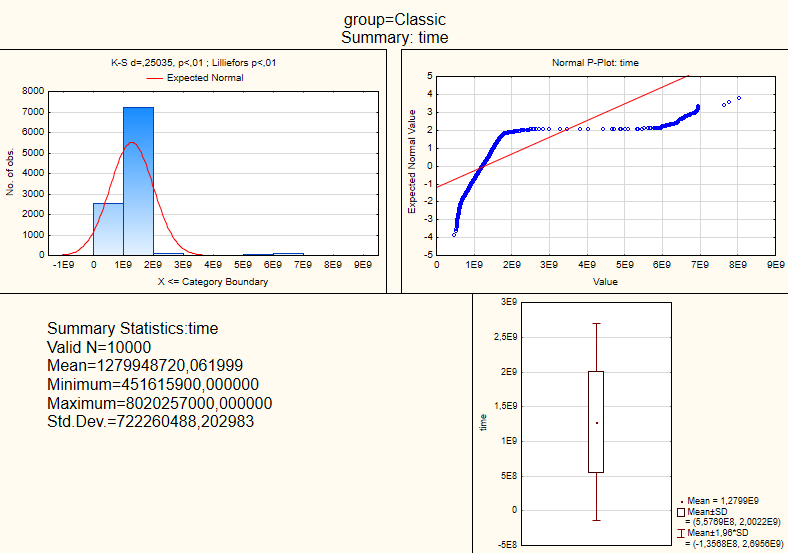 group=Classic
Summary: time
K-S d=,25035, p<,01 ; Lilliefors p<,01
Expected Normal
8000
7000
6000
5000
4000
3000
2000
1000
0
No. of obs.
-1E9 0 1E9 2E9 3E9 4E9 5E9 6E9 7E9 8E9 9E9
X <= Category Boundary
Normal P-Plot: time
5
4
3
2
1
0
-1
-2
-3
-4
-5
Expected Normal Value
0 1E9 2E9 3E9 4E9 5E9 6E9 7E9 8E9 9E9
Value
Summary Statistics:time
Valid N=10000
Mean=1279948720,061999
Minimum=451615900,000000
Maximum=8020257000,000000
Std.Dev.=722260488,202983
3E9
2,5E9
2E9
1,5E9
1E9
5E8
0
-5E8
time
Mean = 1,2799E9
Mean±SD
= (5,5769E8, 2,0022E9)
Mean±1,96*SD
= (-1,3568E8, 2,6956E9)